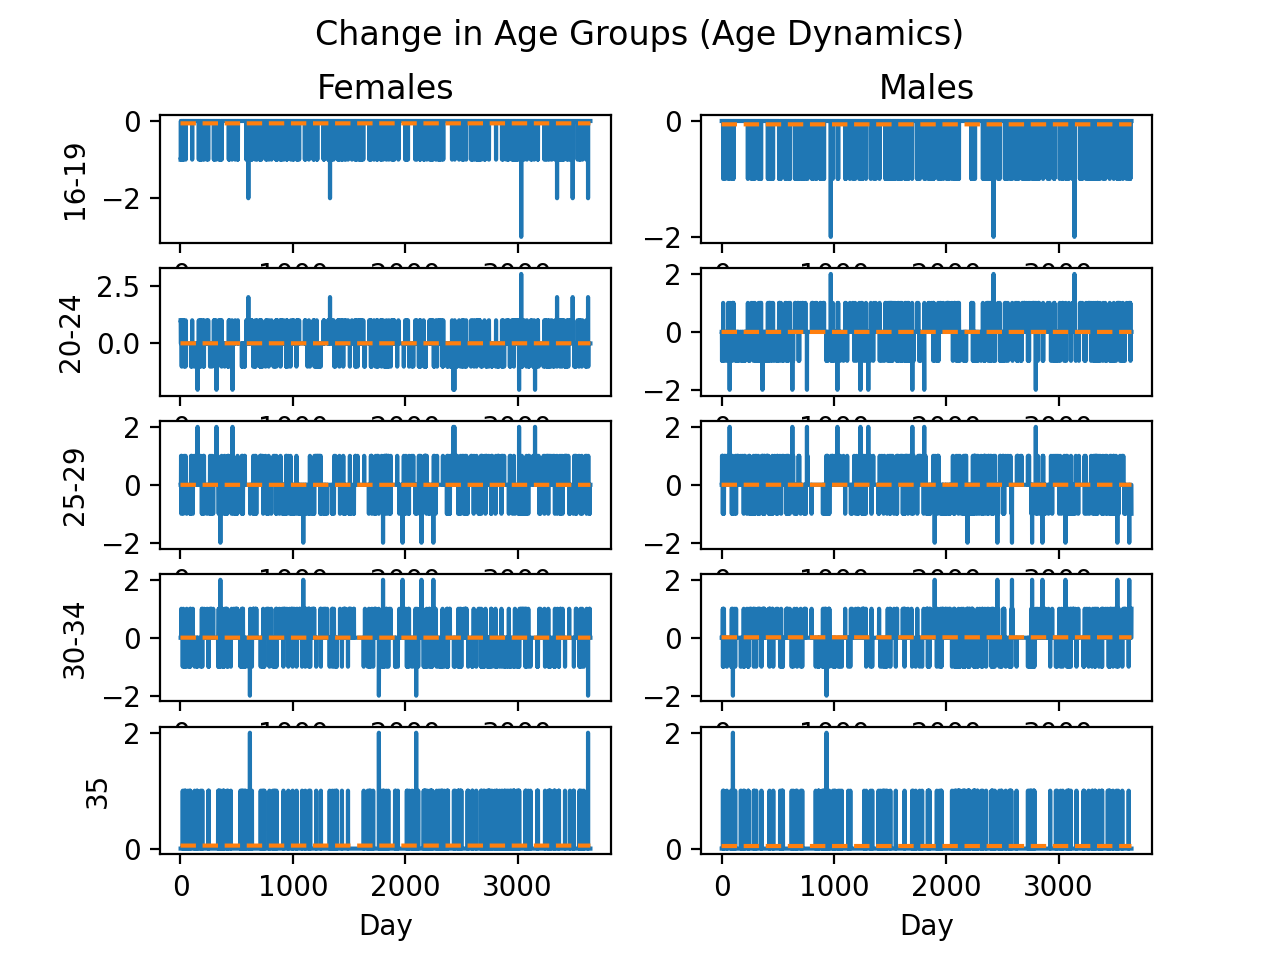 Change in Age Groups (Age Dynamics)
Females Males
16-19 0 −2 0 −2
20-24 2.5 0.0 2 0 −2
25-29 2 0 −2 2 0 −2
30-34 2 0 −2 2 0 −2
35 2 0 2 0
0 1000 2000 3000 0 1000 2000 3000
Day Day